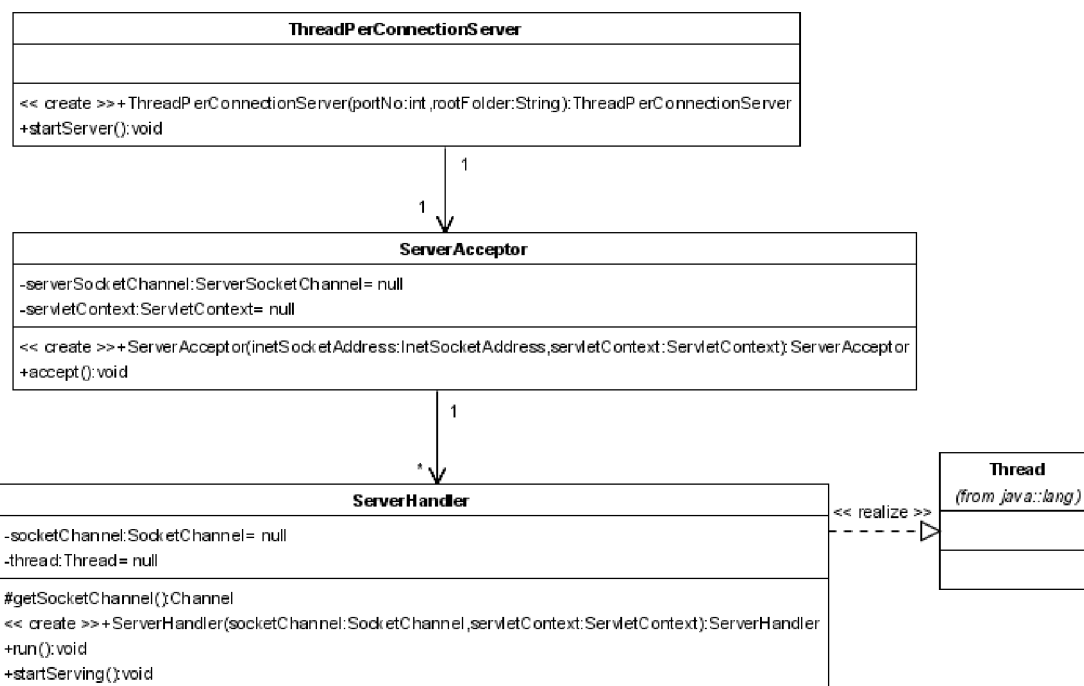 ThreadPerConnectionServer
<< create >>+ThreadPerConnectionServer(portNo:int,rootFolder:String):ThreadPerConnectionServer
+startServer():void
1
1
ServerAcceptor
-serverSocketChannel:ServerSocketChannel= null
-servletContext:ServletContext= null
<< create >>+ServerAcceptor(inetSocketAddress:InetSocketAddress,servletContext:ServletContext):ServerAcceptor
+accept():void
1
*
ServerHandler
-socketChannel:SocketChannel= null
-thread:Thread= null
#getSocketChannel():Channel
<< create >>+ServerHandler(socketChannel:SocketChannel,servletContext:ServletContext):ServerHandler
+run():void
+startServing():void
<< realize >>
Thread
(from java::lang)